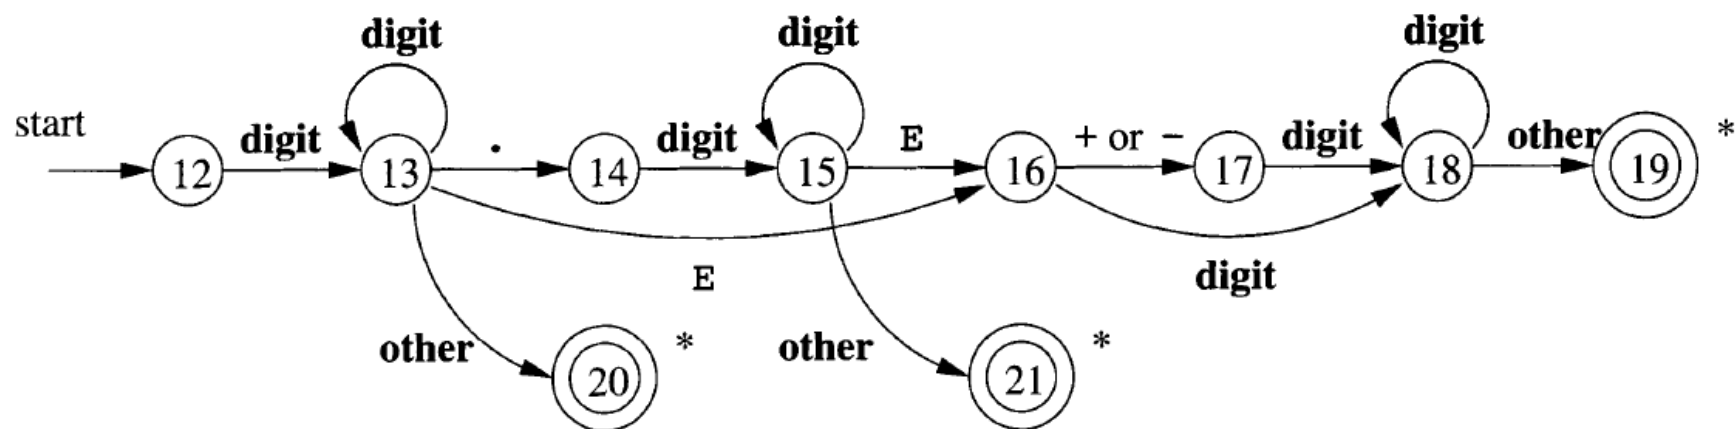 digit digit digit
start digit . digit E + or - digit other *
12 13 14 15 16 17 18 19
E digit
other * other *
20 21